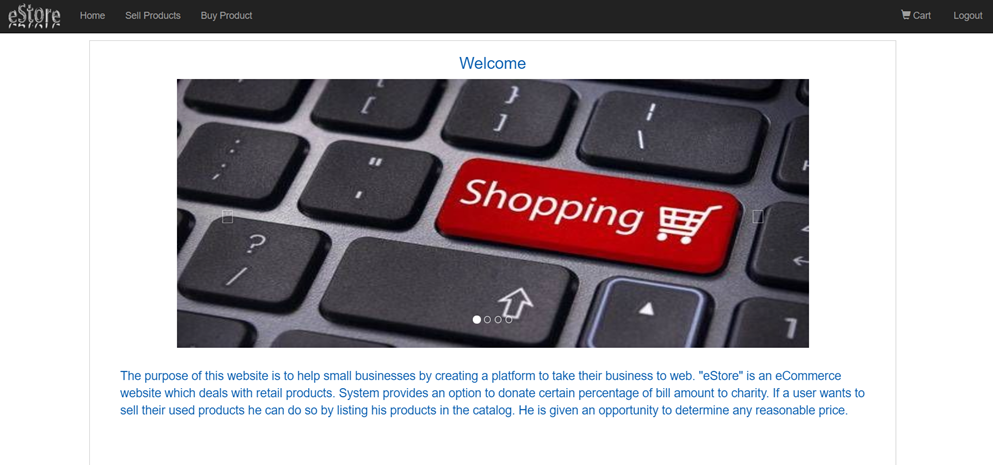 eStore Home Sell Products Buy Product Cart Logout
Welcome
{ [
} ]
| \
: ;
" '
Shopping
? /
The purpose of this website is to help small businesses by creating a platform to take their business to web. "eStore" is an eCommerce
website which deals with retail products. System provides an option to donate certain percentage of bill amount to charity. If a user wants to
sell their used products he can do so by listing his products in the catalog. He is given an opportunity to determine any reasonable price.